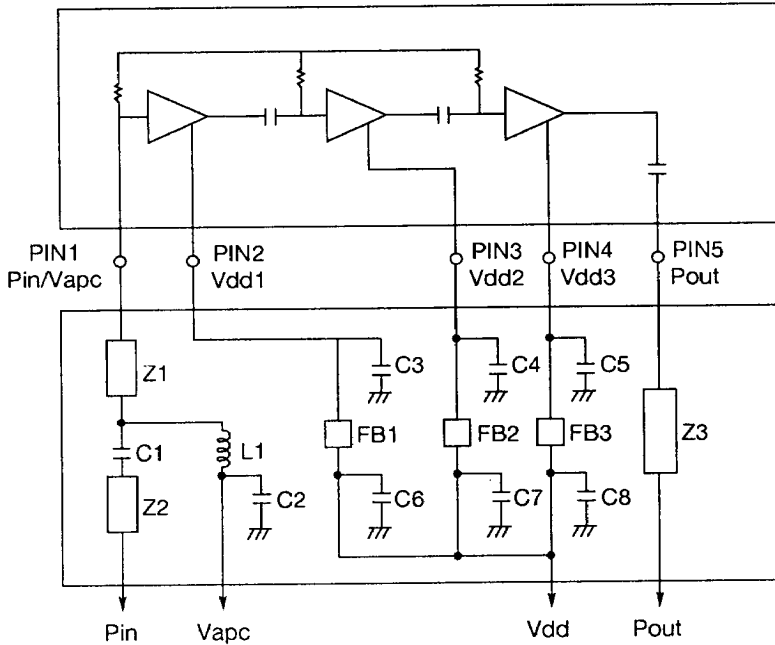 PIN1
Pin/Vapc
PIN2
Vdd1
PIN3
Vdd2
PIN4
Vdd3
PIN5
Pout
Z1
C3
C4
C5
C1
L1
FB1
FB2
FB3
Z3
Z2
C2
C6
C7
C8
Pin
Vapc
Vdd
Pout